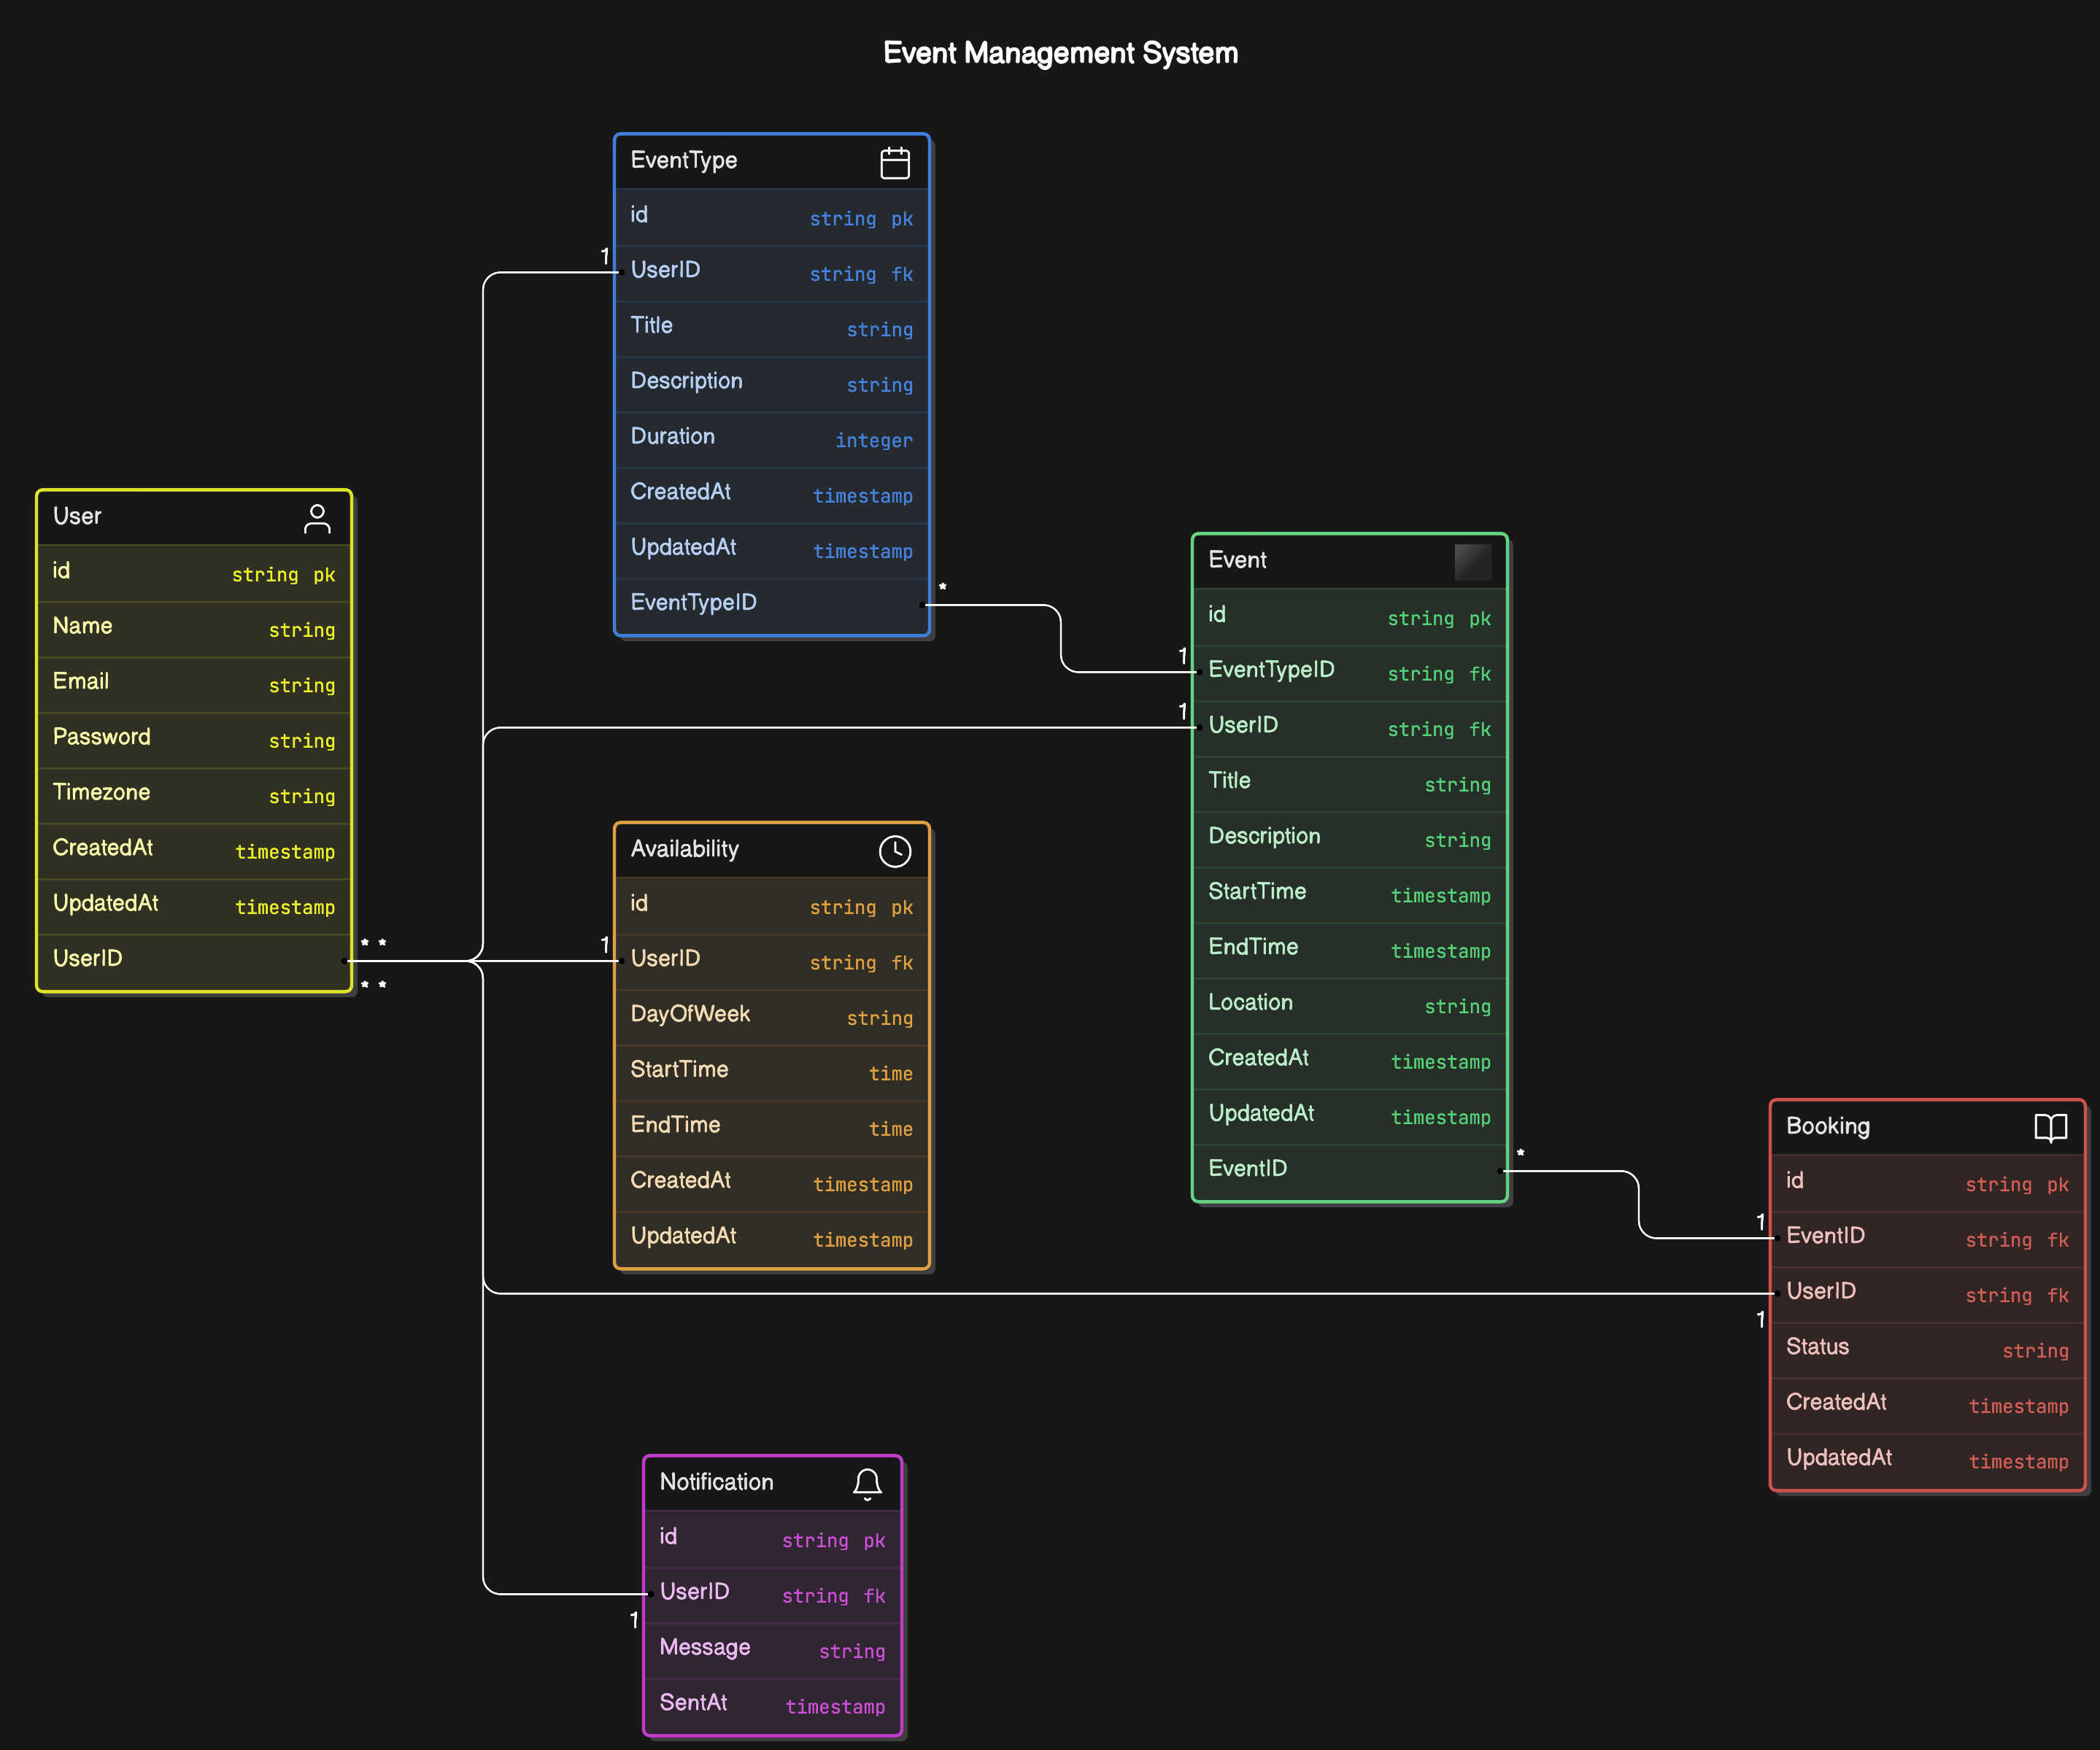 Event Management System
EventType
id string pk
UserID string fk
Title string
Description string
Duration integer
CreatedAt timestamp
UpdatedAt timestamp
EventTypeID
1
*
User
id string pk
Name string
Email string
Password string
Timezone string
CreatedAt timestamp
UpdatedAt timestamp
UserID
* *
* *
Event
id string pk
EventTypeID string fk
UserID string fk
Title string
Description string
StartTime timestamp
EndTime timestamp
Location string
CreatedAt timestamp
UpdatedAt timestamp
EventID
1
1
*
Availability
id string pk
UserID string fk
DayOfWeek string
StartTime time
EndTime time
CreatedAt timestamp
UpdatedAt timestamp
1
Booking
id string pk
EventID string fk
UserID string fk
Status string
CreatedAt timestamp
UpdatedAt timestamp
1
1
Notification
id string pk
UserID string fk
Message string
SentAt timestamp
1